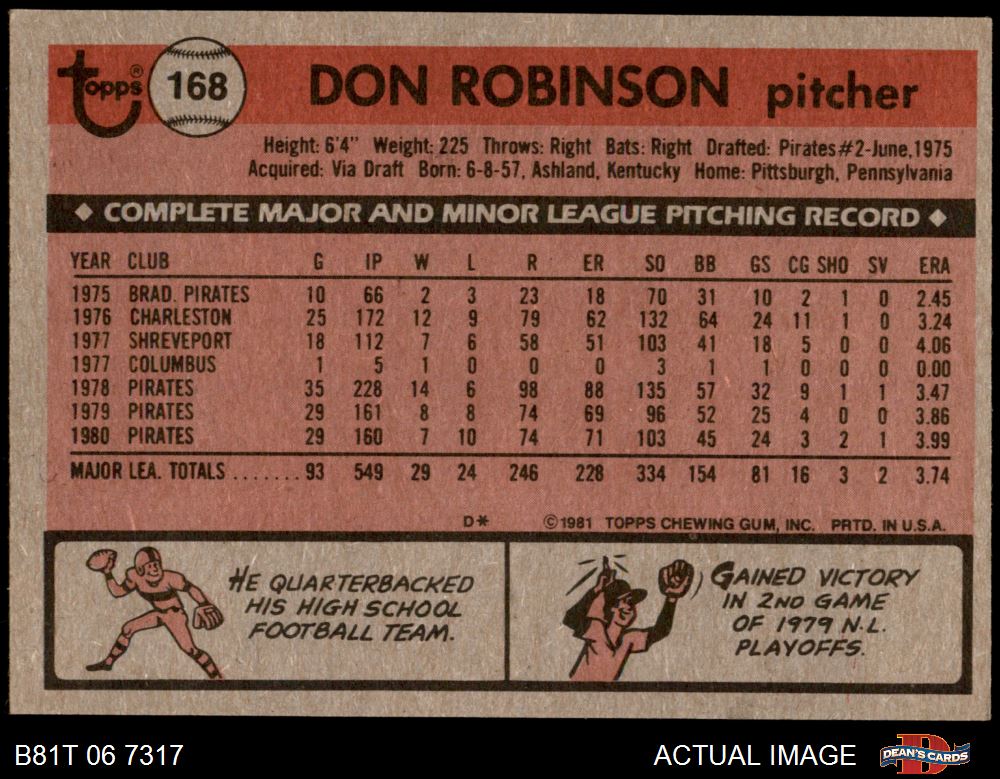 Topps® 168 DON ROBINSON pitcher
Height: 6'4" Weight: 225 Throws: Right Bats: Right Drafted: Pirates#2-June, 1975
Acquired: Via Draft Born: 6-8-57, Ashland, Kentucky Home: Pittsburgh, Pennsylvania
◆ COMPLETE MAJOR AND MINOR LEAGUE PITCHING RECORD ◆
YEAR CLUB G IP W L R ER SO BB GS CG SHO SV ERA
1975 BRAD. PIRATES 10 66 2 3 23 18 70 31 10 2 1 0 2.45
1976 CHARLESTON 25 172 12 9 79 62 132 64 24 11 1 0 3.24
1977 SHREVEPORT 18 112 7 6 58 51 103 41 18 5 0 0 4.06
1977 COLUMBUS 1 5 1 0 0 0 3 1 1 0 0 0 0.00
1978 PIRATES 35 228 14 6 98 88 135 57 32 9 1 1 3.47
1979 PIRATES 29 161 8 8 74 69 96 52 25 4 0 0 3.86
1980 PIRATES 29 160 7 10 74 71 103 45 24 3 2 1 3.99
MAJOR LEA. TOTALS ....... 93 549 29 24 246 228 334 154 81 16 3 2 3.74
D* ©1981 TOPPS CHEWING GUM, INC. PRTD. IN U.S.A.
HE QUARTERBACKED
HIS HIGH SCHOOL
FOOTBALL TEAM.
GAINED VICTORY
IN 2ND GAME
OF 1979 N.L.
PLAYOFFS.
B81T 06 7317 ACTUAL IMAGE DEAN'S CARDS